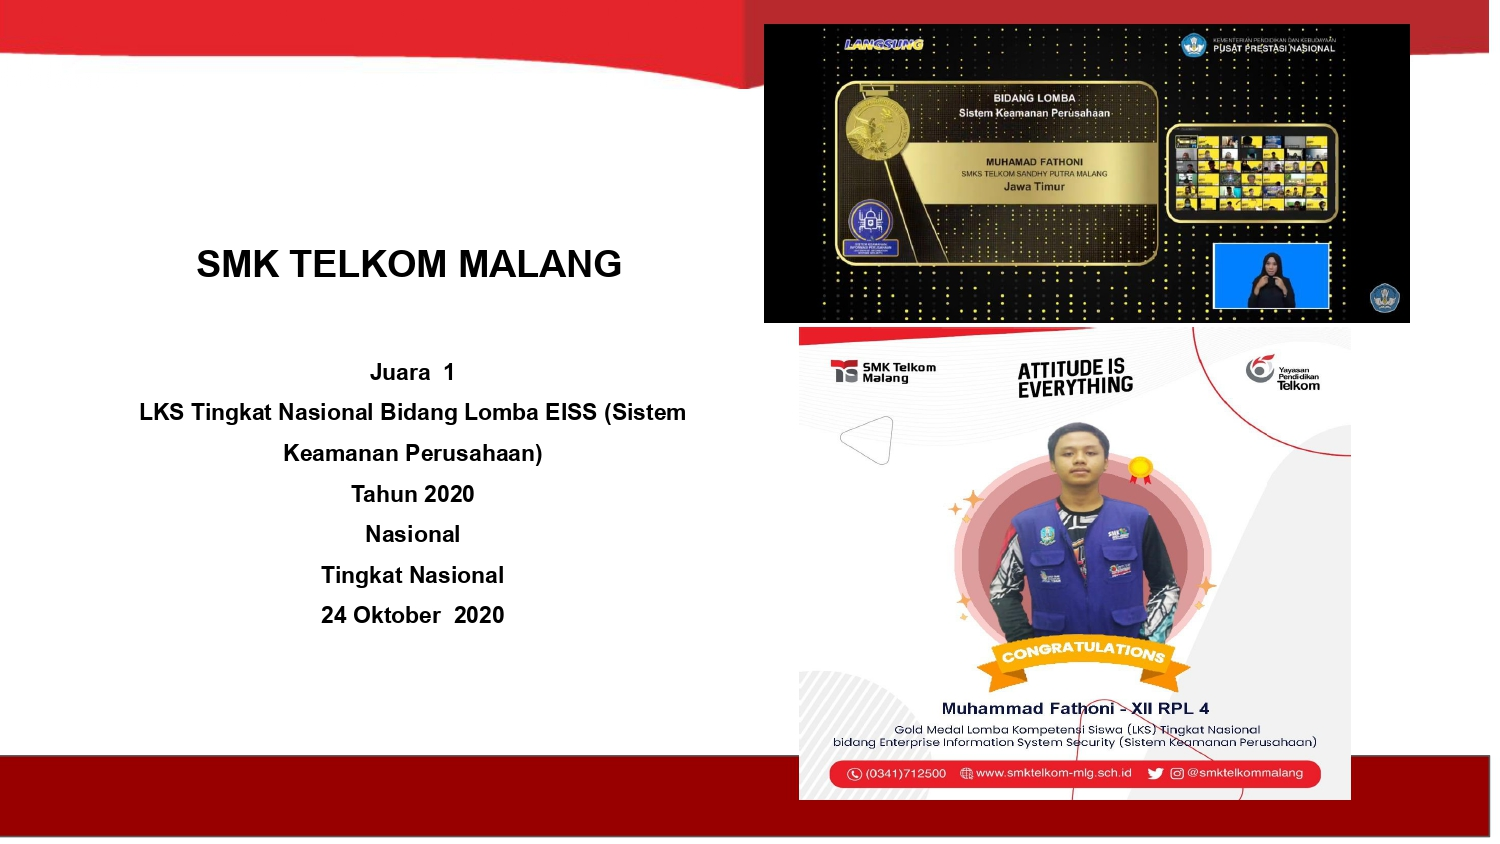 SMK TELKOM MALANG
Juara  1
LKS Tingkat Nasional Bidang Lomba EISS (Sistem
Keamanan Perusahaan)
Tahun 2020
Nasional
Tingkat Nasional
24 Oktober  2020
LANGSUNG
KEMENTERIAN PENDIDIKAN DAN KEBUDAYAAN
PUSAT PRESTASI NASIONAL
BIDANG LOMBA
Sistem Keamanan Perusahaan
MUHAMAD FATHONI
SMKS TELKOM SANDHY PUTRA MALANG
Jawa Timur
SMK Telkom
Malang
ATTITUDE IS
EVERYTHING
Yayasan
Pendidikan
Telkom
CONGRATULATIONS
Muhammad Fathoni - XII RPL 4
Gold Medal Lomba Kompetensi Siswa (LKS) Tingkat Nasional
bidang Enterprise Information System Security (Sistem Keamanan Perusahaan)
(0341)712500 www.smktelkom-mlg.sch.id @smktelkommalang